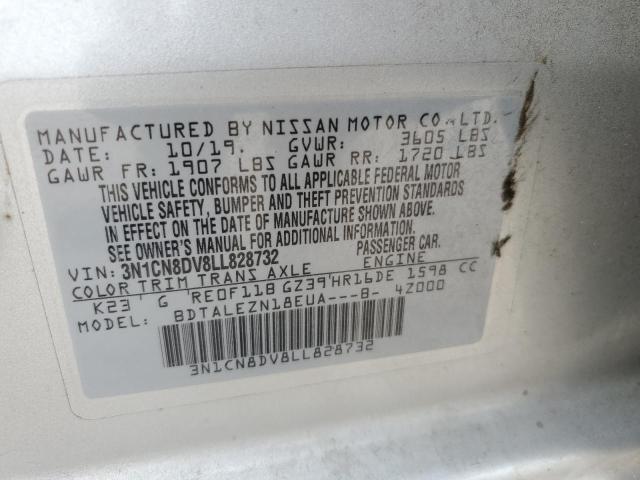 MANUFACTURED BY NISSAN MOTOR CO.,LTD.
DATE: 10/19. GVWR: 3605 LBS
GAWR FR: 1907 LBS GAWR RR: 1720 LBS
THIS VEHICLE CONFORMS TO ALL APPLICABLE FEDERAL MOTOR
VEHICLE SAFETY, BUMPER AND THEFT PREVENTION STANDARDS
IN EFFECT ON THE DATE OF MANUFACTURE SHOWN ABOVE.
SEE OWNER'S MANUAL FOR ADDITIONAL INFORMATION.
VIN: 3N1CN8DV8LL828732 PASSENGER CAR.
COLOR TRIM TRANS AXLE ENGINE
K23 G RE0F11B GZ39 HR16DE 1598 CC
MODEL: BDTALEZN18EUA---B- 4Z000
3N1CN8DV8LL828732